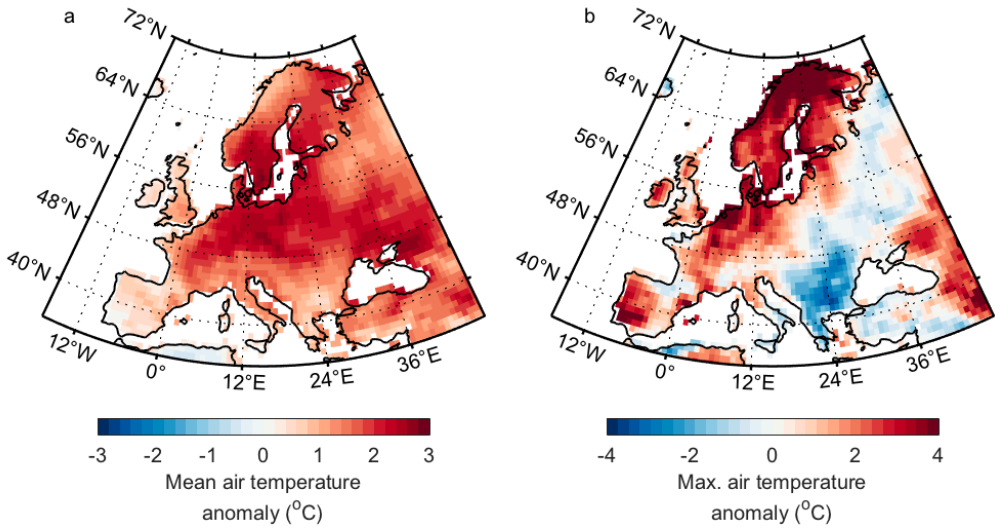 a
72°N
64°N
56°N
48°N
40°N
12°W
0°
12°E
24°E
36°E
-3 -2 -1 0 1 2 3
Mean air temperature
anomaly (°C)
b
72°N
64°N
56°N
48°N
40°N
12°W
0°
12°E
24°E
36°E
-4 -2 0 2 4
Max. air temperature
anomaly (°C)